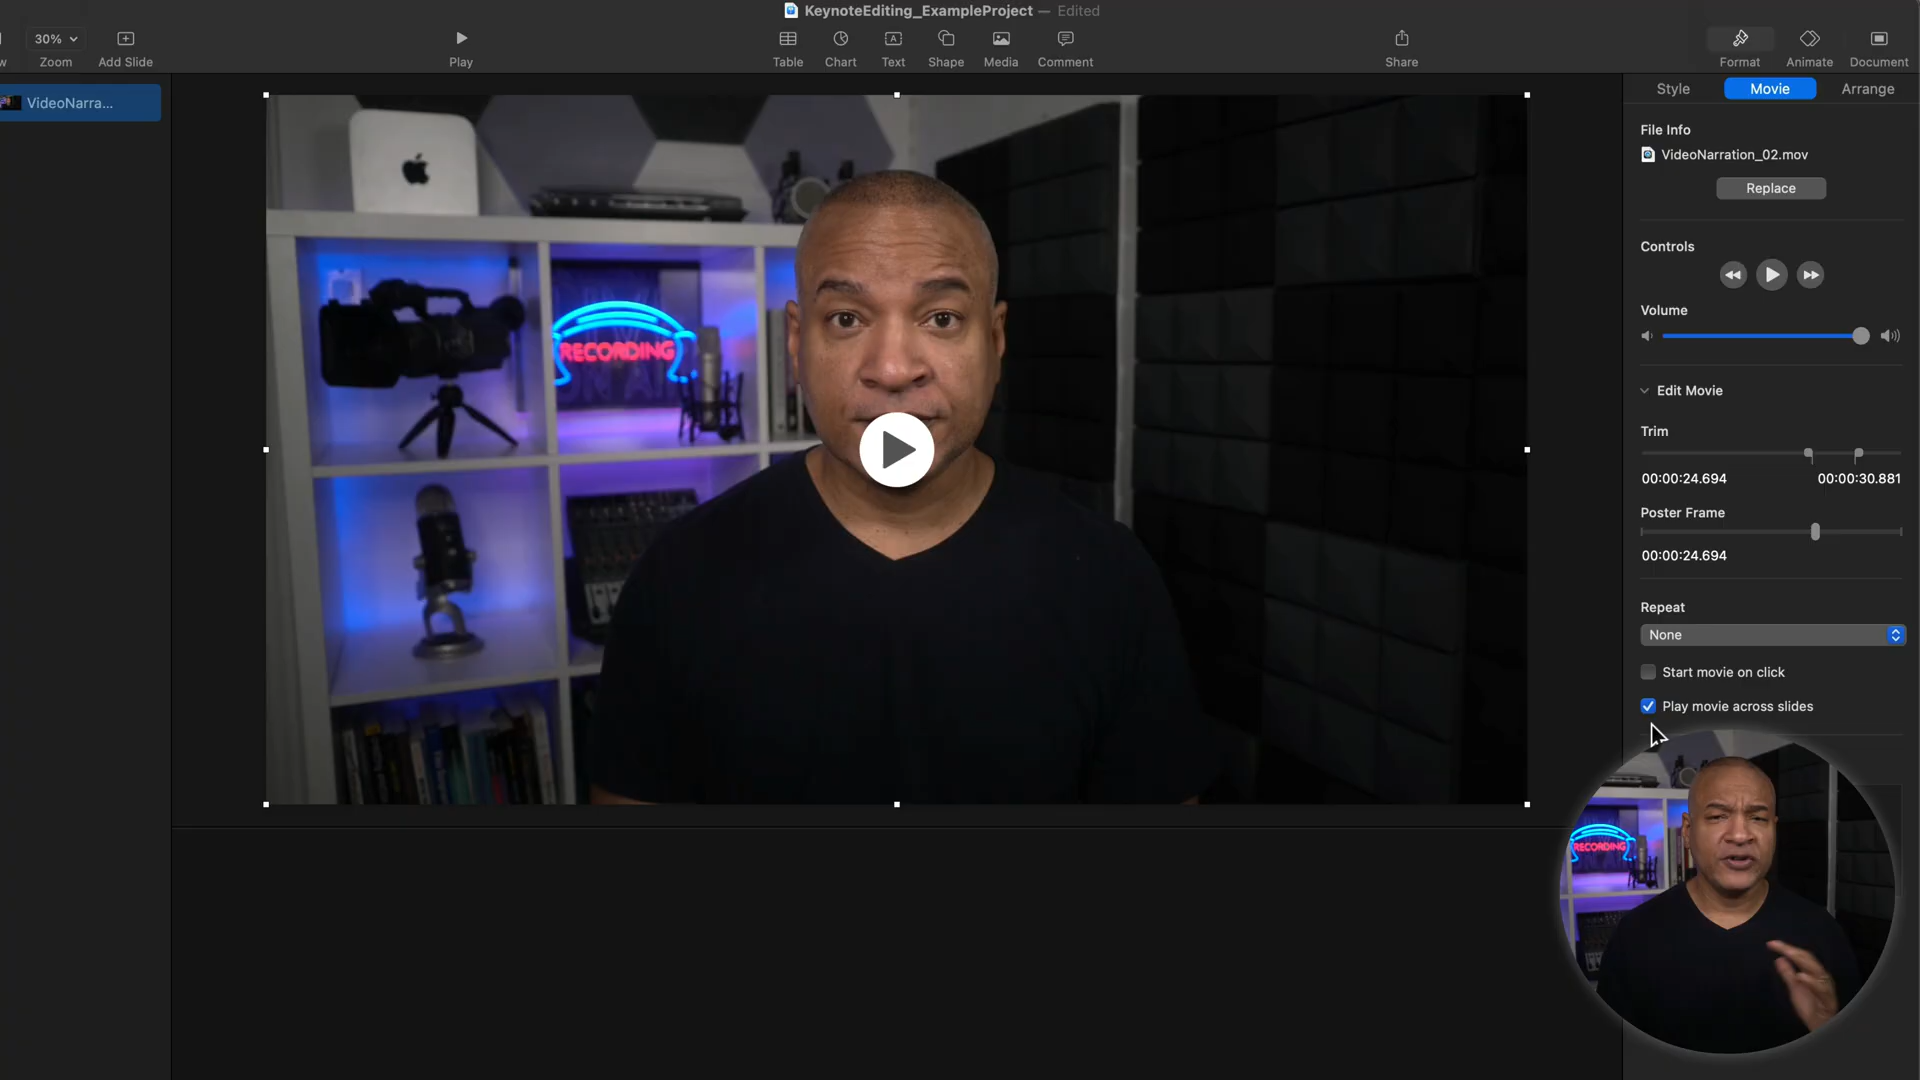 KeynoteEditing_ExampleProject — Edited
30%
Zoom
Add Slide
Play
Table
Chart
Text
Shape
Media
Comment
Share
Format
Animate
Document
VideoNarra...
Style
Movie
Arrange
File Info
VideoNarration_02.mov
Replace
Controls
Volume
Edit Movie
Trim
00:00:24.694
00:00:30.881
Poster Frame
00:00:24.694
Repeat
None
Start movie on click
Play movie across slides
RECORDING
RECORDING